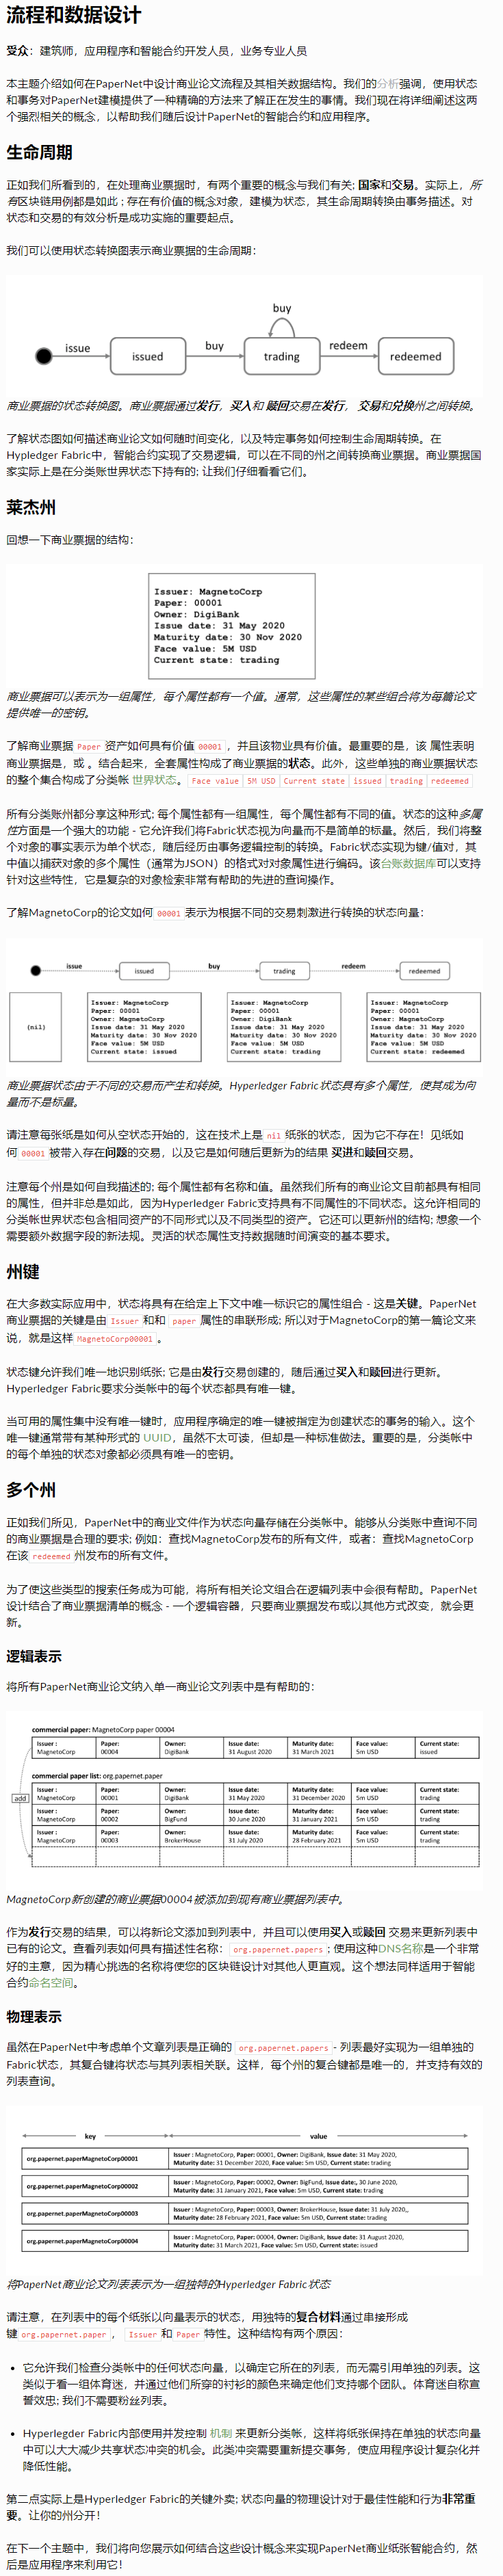 流程和数据设计
受众：建筑师，应用程序和智能合约开发人员，业务专业人员
本主题介绍如何在PaperNet中设计商业论文流程及其相关数据结构。我们的分析强调，使用状态
和事务对PaperNet建模提供了一种精确的方法来了解正在发生的事情。我们现在将详细阐述这两
个强烈相关的概念，以帮助我们随后设计PaperNet的智能合约和应用程序。
生命周期
正如我们所看到的，在处理商业票据时，有两个重要的概念与我们有关; 国家和交易。实际上，所
有区块链用例都是如此 ; 存在有价值的概念对象，建模为状态，其生命周期转换由事务描述。对
状态和交易的有效分析是成功实施的重要起点。
我们可以使用状态转换图表示商业票据的生命周期：
buy
issue
issued
buy
trading
redeem
redeemed
商业票据的状态转换图。商业票据通过发行，买入和 赎回交易在发行， 交易和兑换州之间转换。
了解状态图如何描述商业论文如何随时间变化，以及特定事务如何控制生命周期转换。在
Hypledger Fabric中，智能合约实现了交易逻辑，可以在不同的州之间转换商业票据。商业票据国
家实际上是在分类账世界状态下持有的; 让我们仔细看看它们。
莱杰州
回想一下商业票据的结构：
Issuer: MagnetoCorp
Paper: 00001
Owner: DigiBank
Issue date: 31 May 2020
Maturity date: 30 Nov 2020
Face value: 5M USD
Current state: trading
商业票据可以表示为一组属性，每个属性都有一个值。通常，这些属性的某些组合将为每篇论文
提供唯一的密钥。
了解商业票据 Paper 资产如何具有价值 00001 ，并且该物业具有价值。最重要的是，该 属性表明
商业票据是，或 。结合起来，全套属性构成了商业票据的状态。此外，这些单独的商业票据状态
的整个集合构成了分类帐 世界状态。 Face value 5M USD Current state issued trading redeemed
所有分类账州都分享这种形式; 每个属性都有一组属性，每个属性都有不同的值。状态的这种多属
性方面是一个强大的功能 - 它允许我们将Fabric状态视为向量而不是简单的标量。然后，我们将整
个对象的事实表示为单个状态，随后经历由事务逻辑控制的转换。Fabric状态实现为键/值对，其
中值以捕获对象的多个属性（通常为JSON）的格式对对象属性进行编码。该台账数据库可以支持
针对这些特性，它是复杂的对象检索非常有帮助的先进的查询操作。
了解MagnetoCorp的论文如何 00001 表示为根据不同的交易刺激进行转换的状态向量：
issue
issued
buy
trading
redeem
redeemed
(nil)
Issuer: MagnetoCorp
Paper: 00001
Owner: MagnetoCorp
Issue date: 31 May 2020
Maturity date: 30 Nov 2020
Face value: 5M USD
Current state: issued
Issuer: MagnetoCorp
Paper: 00001
Owner: DigiBank
Issue date: 31 May 2020
Maturity date: 30 Nov 2020
Face value: 5M USD
Current state: trading
Issuer: MagnetoCorp
Paper: 00001
Owner: MagnetoCorp
Issue date: 31 May 2020
Maturity date: 30 Nov 2020
Face value: 5M USD
Current state: redeemed
商业票据状态由于不同的交易而产生和转换。Hyperledger Fabric状态具有多个属性，使其成为向
量而不是标量。
请注意每张纸是如何从空状态开始的，这在技术上是 nil 纸张的状态，因为它不存在！见纸如
何 00001 被带入存在问题的交易，以及它是如何随后更新为的结果 买进和赎回交易。
注意每个州是如何自我描述的; 每个属性都有名称和值。虽然我们所有的商业论文目前都具有相同
的属性，但并非总是如此，因为Hyperledger Fabric支持具有不同属性的不同状态。这允许相同的
分类帐世界状态包含相同资产的不同形式以及不同类型的资产。它还可以更新州的结构; 想象一个
需要额外数据字段的新法规。灵活的状态属性支持数据随时间演变的基本要求。
州键
在大多数实际应用中，状态将具有在给定上下文中唯一标识它的属性组合 - 这是关键。PaperNet
商业票据的关键是由 Issuer 和和 paper 属性的串联形成; 所以对于MagnetoCorp的第一篇论文来
说，就是这样 MagnetoCorp00001 。
状态键允许我们唯一地识别纸张; 它是由发行交易创建的，随后通过买入和赎回进行更新。
Hyperledger Fabric要求分类帐中的每个状态都具有唯一键。
当可用的属性集中没有唯一键时，应用程序确定的唯一键被指定为创建状态的事务的输入。这个
唯一键通常带有某种形式的 UUID，虽然不太可读，但却是一种标准做法。重要的是，分类帐中
的每个单独的状态对象都必须具有唯一的密钥。
多个州
正如我们所见，PaperNet中的商业文件作为状态向量存储在分类帐中。能够从分类账中查询不同
的商业票据是合理的要求; 例如：查找MagnetoCorp发布的所有文件，或者：查找MagnetoCorp
在该 redeemed 州发布的所有文件。
为了使这些类型的搜索任务成为可能，将所有相关论文组合在逻辑列表中会很有帮助。PaperNet
设计结合了商业票据清单的概念 - 一个逻辑容器，只要商业票据发布或以其他方式改变，就会更
新。
逻辑表示
将所有PaperNet商业论文纳入单一商业论文列表中是有帮助的：
commercial paper: MagnetoCorp paper 00004
Issuer : MagnetoCorp Paper: 00004 Owner: DigiBank Issue date: 31 August 2020 Maturity date: 31 March 2021 Face value: 5m USD Current state: issued
commercial paper list: org.papernet.paper
add
Issuer : MagnetoCorp Paper: 00001 Owner: DigiBank Issue date: 31 May 2020 Maturity date: 31 December 2020 Face value: 5m USD Current state: trading
Issuer : MagnetoCorp Paper: 00002 Owner: BigFund Issue date: 30 June 2020 Maturity date: 31 January 2021 Face value: 5m USD Current state: trading
Issuer : MagnetoCorp Paper: 00003 Owner: BrokerHouse Issue date: 31 July 2020 Maturity date: 28 February 2021 Face value: 5m USD Current state: trading
MagnetoCorp新创建的商业票据00004被添加到现有商业票据列表中。
作为发行交易的结果，可以将新论文添加到列表中，并且可以使用买入或赎回 交易来更新列表中
已有的论文。查看列表如何具有描述性名称： org.papernet.papers ; 使用这种DNS名称是一个非常
好的主意，因为精心挑选的名称将使您的区块链设计对其他人更直观。这个想法同样适用于智能
合约命名空间。
物理表示
虽然在PaperNet中考虑单个文章列表是正确的 org.papernet.papers - 列表最好实现为一组单独的
Fabric状态，其复合键将状态与其列表相关联。这样，每个州的复合键都是唯一的，并支持有效的
列表查询。
key
value
org.papernet.paperMagnetoCorp00001
Issuer : MagnetoCorp, Paper: 00001, Owner: DigiBank, Issue date: 31 May 2020,
Maturity date: 31 December 2020, Face value: 5m USD, Current state: trading
org.papernet.paperMagnetoCorp00002
Issuer : MagnetoCorp, Paper: 00002, Owner: BigFund, Issue date:, 30 June 2020,
Maturity date: 31 January 2021, Face value: 5m USD, Current state: trading
org.papernet.paperMagnetoCorp00003
Issuer : MagnetoCorp, Paper: 00003, Owner: BrokerHouse, Issue date: 31 July 2020,,
Maturity date: 28 February 2021, Face value: 5m USD, Current state: trading
org.papernet.paperMagnetoCorp00004
Issuer : MagnetoCorp, Paper: 00004, Owner: DigiBank, Issue date: 31 August 2020,
Maturity date: 31 March 2021, Face value: 5m USD, Current state: issued
将PaperNet商业论文列表表示为一组独特的Hyperledger Fabric状态
请注意，在列表中的每个纸张以向量表示的状态，用独特的复合材料通过串接形成
键 org.papernet.paper ， Issuer 和 Paper 特性。这种结构有两个原因：
• 它允许我们检查分类帐中的任何状态向量，以确定它所在的列表，而无需引用单独的列表。这
类似于看一组体育迷，并通过他们所穿的衬衫的颜色来确定他们支持哪个团队。体育迷自称宣
誓效忠; 我们不需要粉丝列表。
• Hyperlegder Fabric内部使用并发控制 机制 来更新分类帐，这样将纸张保持在单独的状态向量
中可以大大减少共享状态冲突的机会。此类冲突需要重新提交事务，使应用程序设计复杂化并
降低性能。
第二点实际上是Hyperledger Fabric的关键外卖; 状态向量的物理设计对于最佳性能和行为非常重
要。让你的州分开！
在下一个主题中，我们将向您展示如何结合这些设计概念来实现PaperNet商业纸张智能合约，然
后是应用程序来利用它！